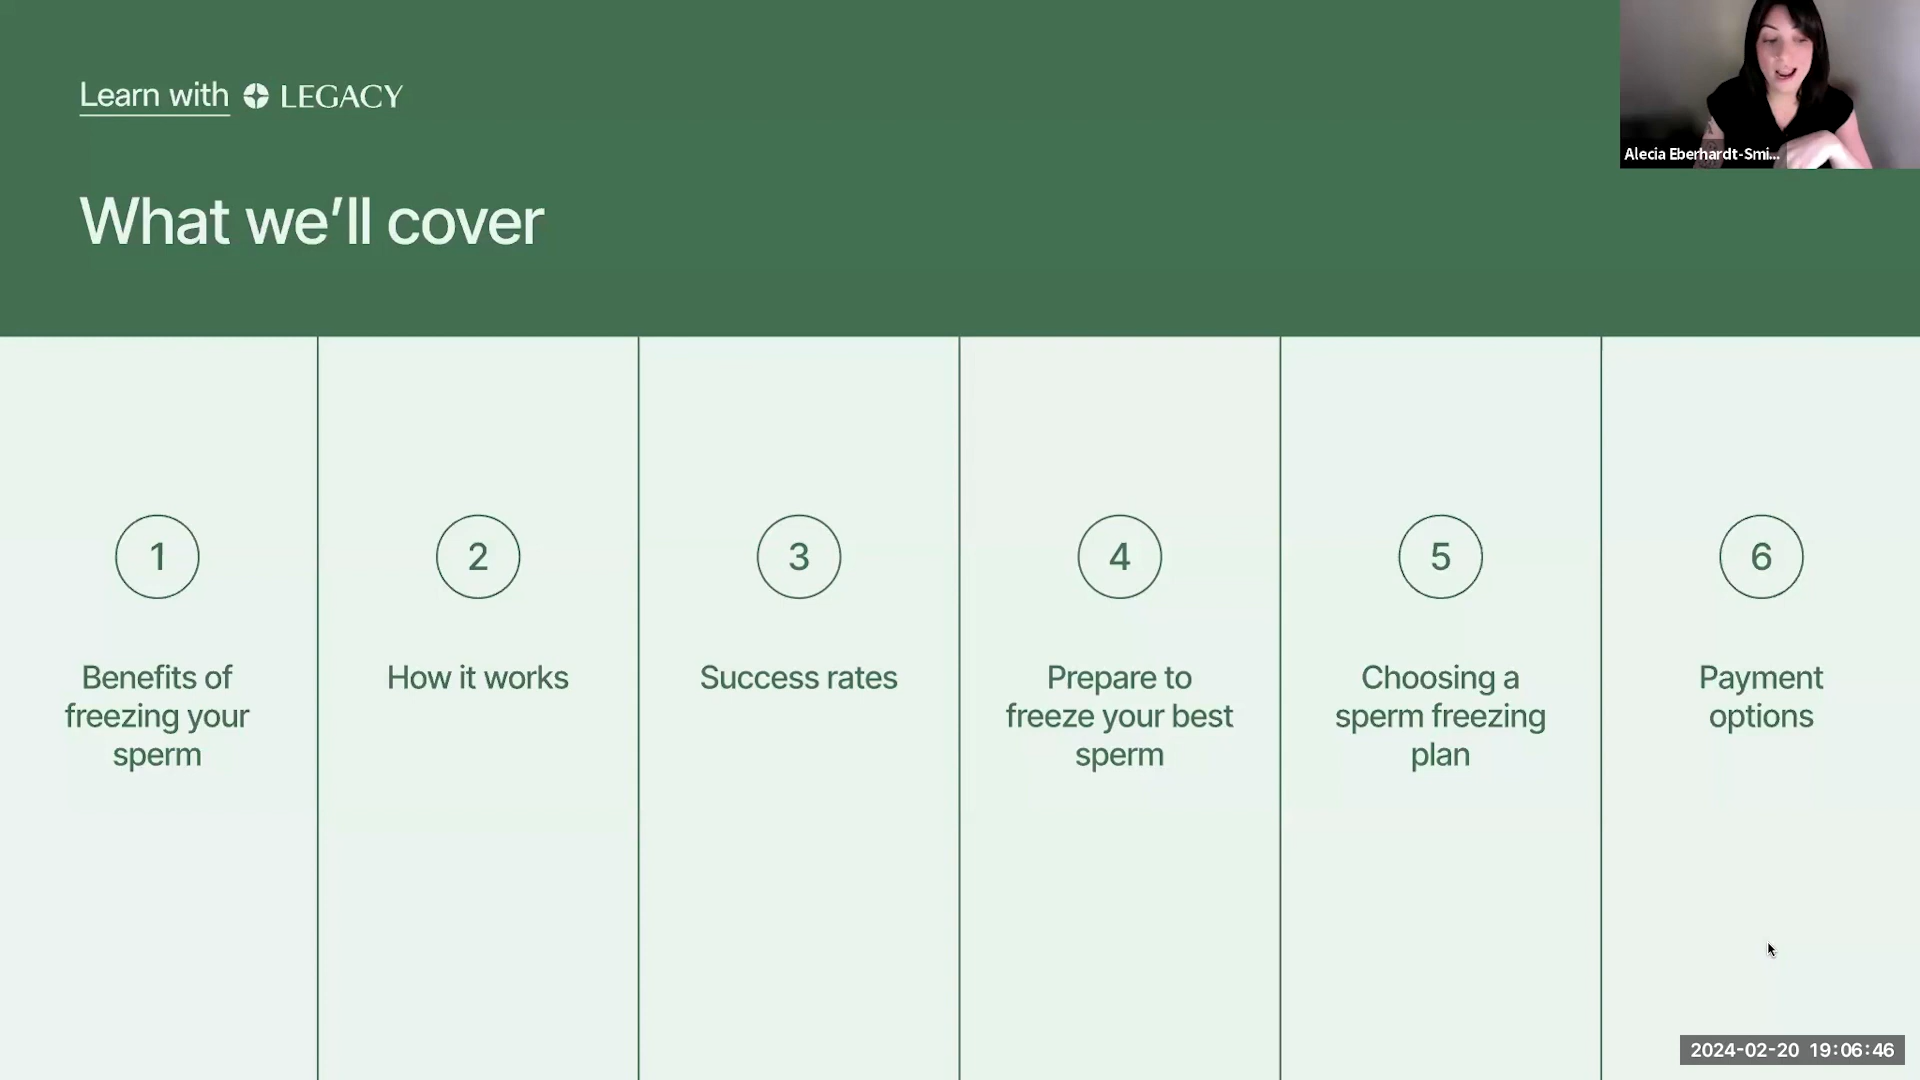 Learn with LEGACY
Alecia Eberhardt-Smi...
What we’ll cover
1
Benefits of
freezing your
sperm
2
How it works
3
Success rates
4
Prepare to
freeze your best
sperm
5
Choosing a
sperm freezing
plan
6
Payment
options
2024-02-20 19:06:46